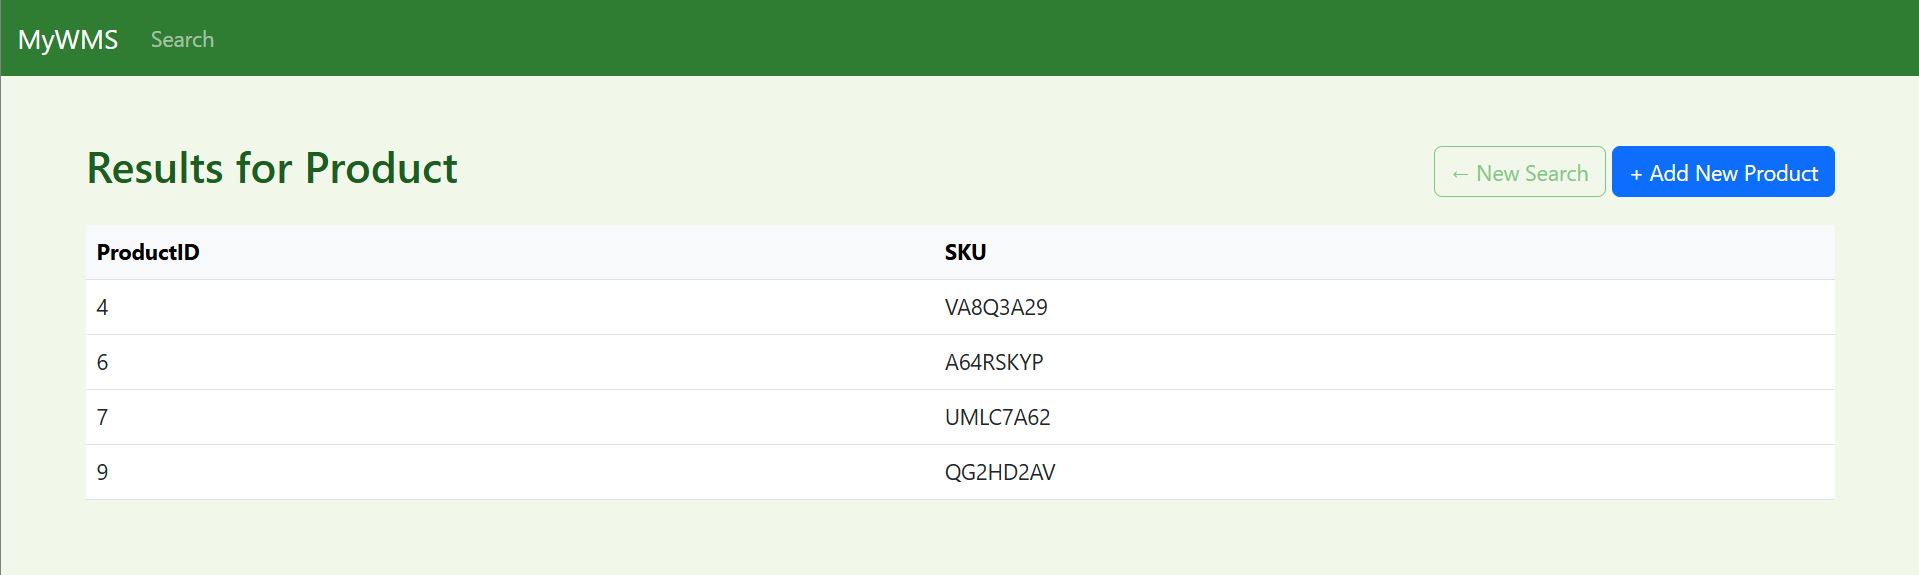 MyWMS Search
Results for Product
← New Search + Add New Product
ProductID SKU
4 VA8Q3A29
6 A64RSKYP
7 UMLC7A62
9 QG2HD2AV